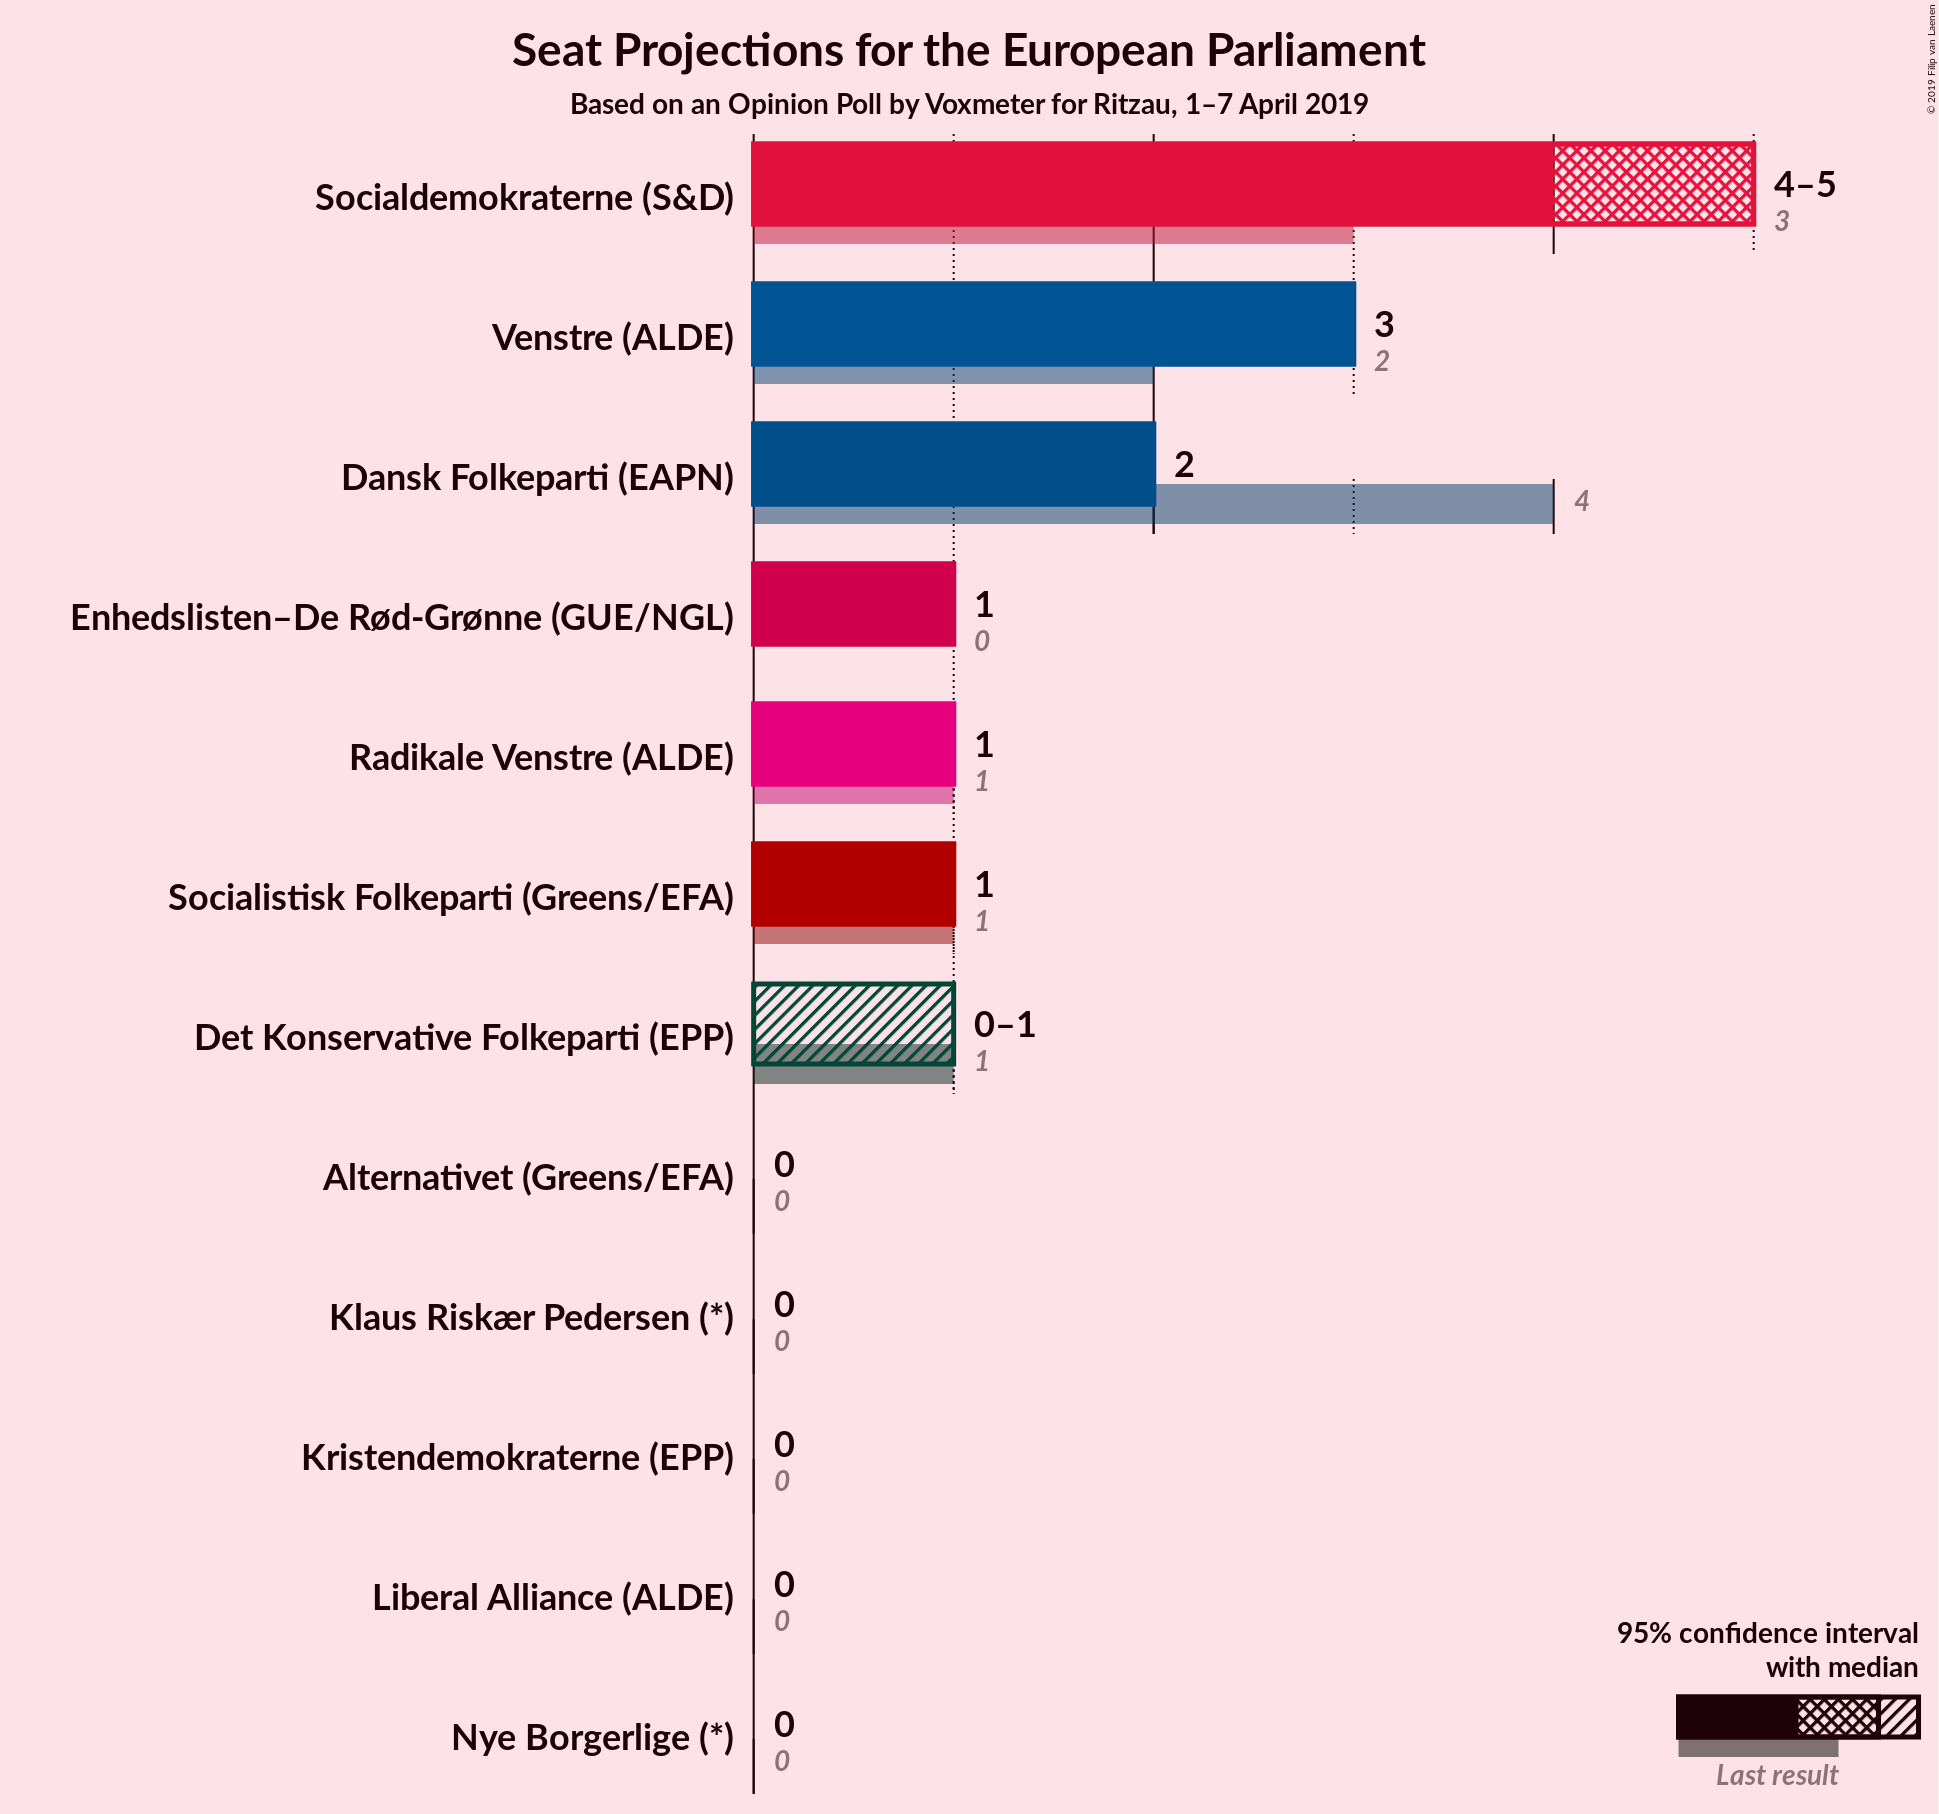 Seat Projections for the European Parliament
Based on an Opinion Poll by Voxmeter for Ritzau, 1–7 April 2019
© 2019 Filip van Laenen
Socialdemokraterne (S&D)
4–5
3
Venstre (ALDE)
3
2
Dansk Folkeparti (EAPN)
2
4
Enhedslisten–De Rød-Grønne (GUE/NGL)
1
0
Radikale Venstre (ALDE)
1
1
Socialistisk Folkeparti (Greens/EFA)
1
1
Det Konservative Folkeparti (EPP)
0–1
1
Alternativet (Greens/EFA)
0
0
Klaus Riskær Pedersen (*)
0
0
Kristendemokraterne (EPP)
0
0
Liberal Alliance (ALDE)
0
0
Nye Borgerlige (*)
0
0
95% confidence interval
with median
Last result